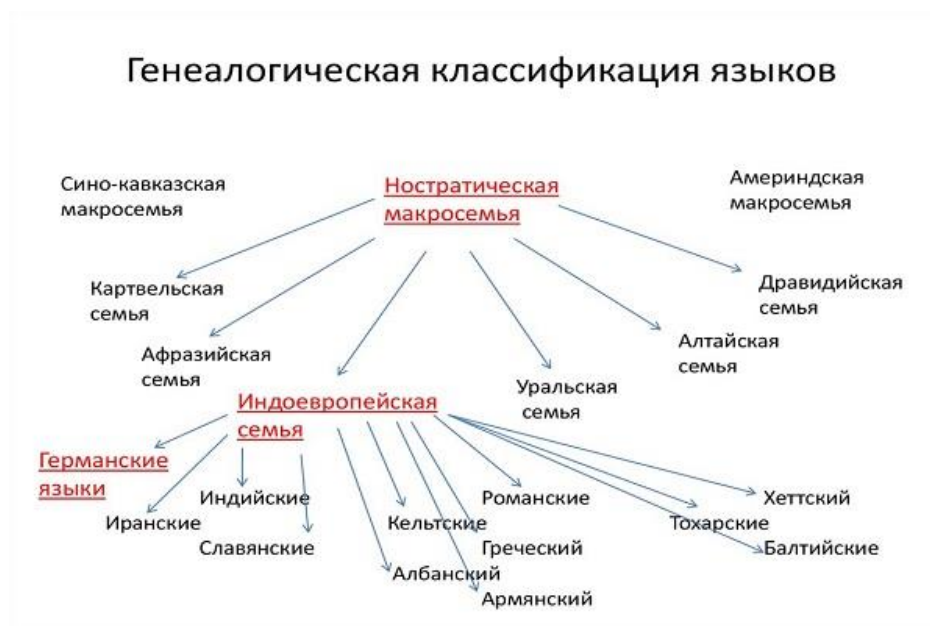 Генеалогическая классификация языков
Сино-кавказская
макросемья
Ностратическая
макросемья
Америндская
макросемья
Картвельская
семья
Дравидийская
семья
Афразийская
семья
Алтайская
семья
Уральская
семья
Индоевропейская
семья
Германские
языки
Индийские
Романские
Хеттский
Иранские
Кельтские
Тохарские
Славянские
Греческий
Балтийские
Албанский
Армянский